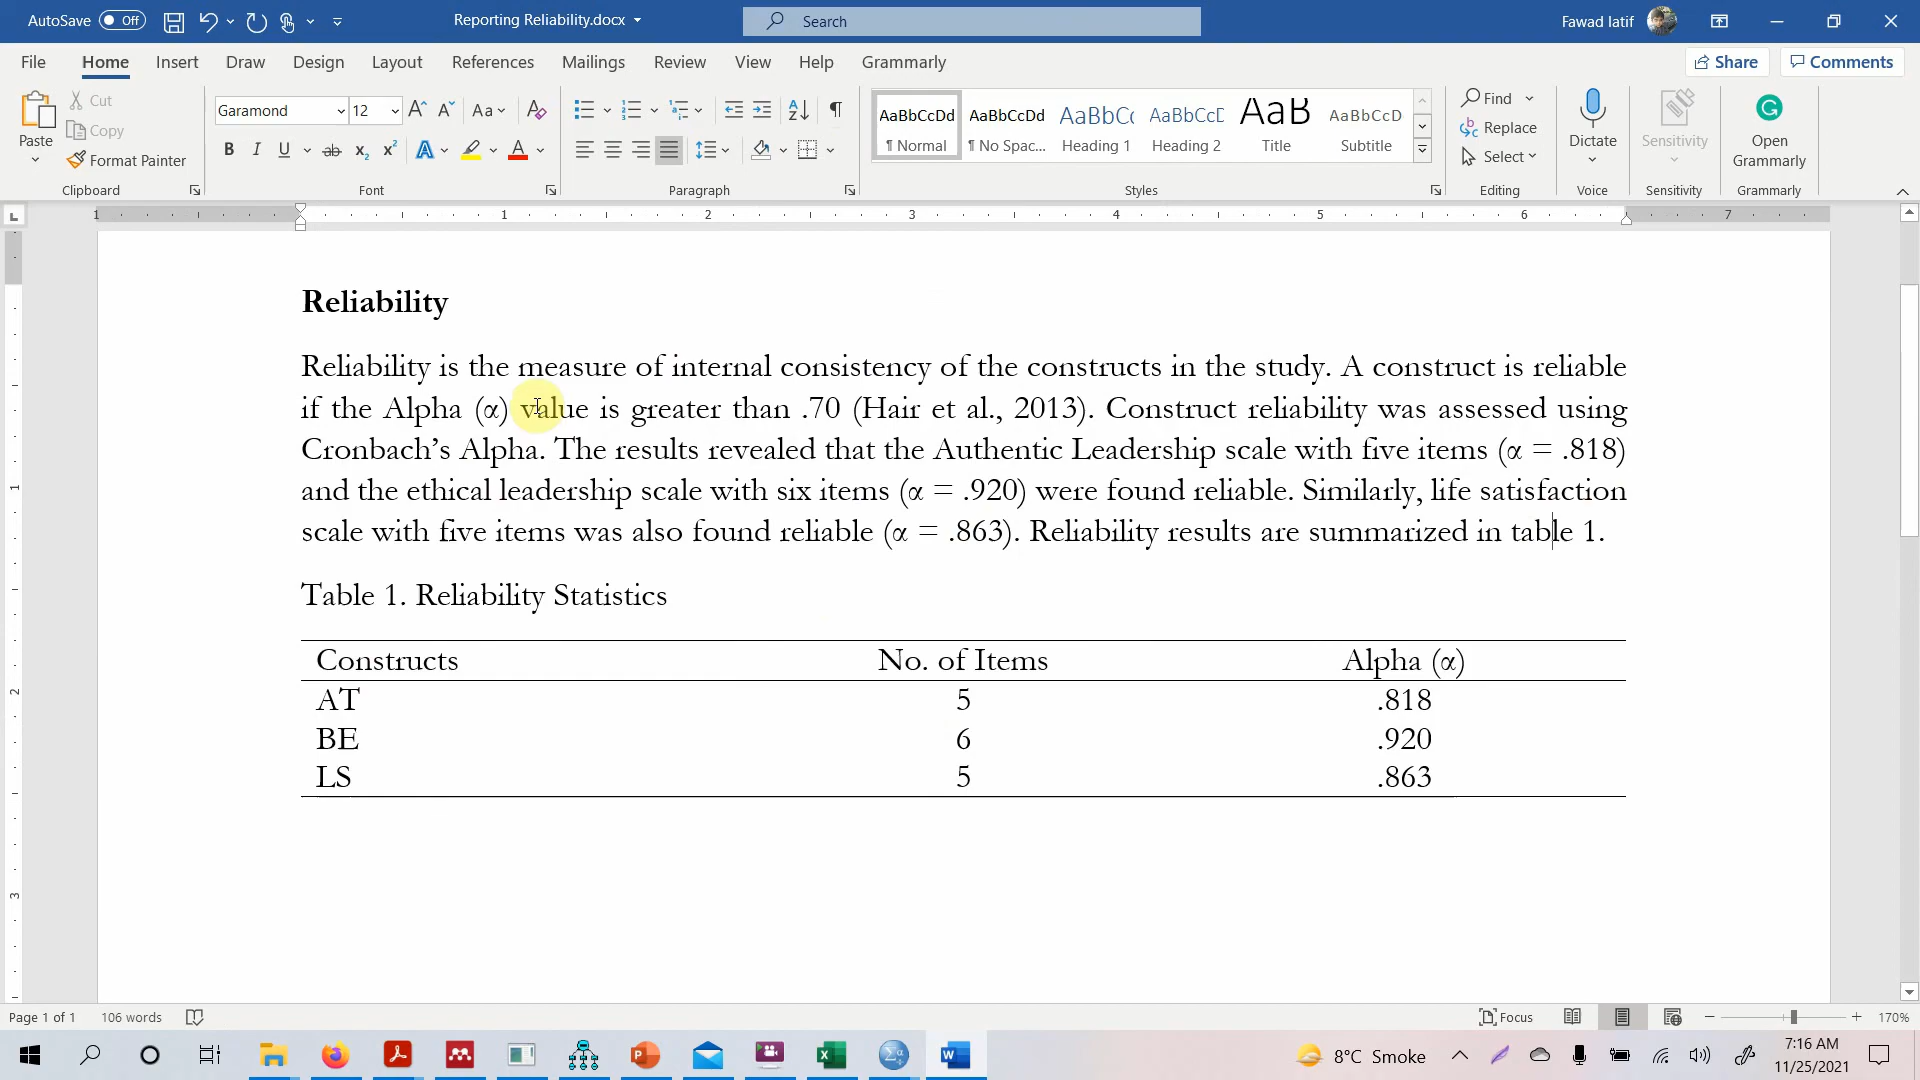 AutoSave Off Reporting Reliability.docx Search Fawad latif
File Home Insert Draw Design Layout References Mailings Review View Help Grammarly Share Comments
Paste Cut Copy Format Painter
Garamond 12
AaBbCcDd AaBbCcDd AaBbCc AaBbCcD AaB AaBbCcD
¶ Normal ¶ No Spac... Heading 1 Heading 2 Title Subtitle
Find Replace Select
Dictate Sensitivity Open Grammarly
Clipboard Font Paragraph Styles Editing Voice Sensitivity Grammarly
1 1 2 3 4 5 6 7
Reliability
Reliability is the measure of internal consistency of the constructs in the study. A construct is reliable
if the Alpha (α) value is greater than .70 (Hair et al., 2013). Construct reliability was assessed using
Cronbach’s Alpha. The results revealed that the Authentic Leadership scale with five items (α = .818)
and the ethical leadership scale with six items (α = .920) were found reliable. Similarly, life satisfaction
scale with five items was also found reliable (α = .863). Reliability results are summarized in table 1.
Table 1. Reliability Statistics
Constructs No. of Items Alpha (α)
AT 5 .818
BE 6 .920
LS 5 .863
Page 1 of 1 106 words Focus 170%
8°C Smoke 7:16 AM
11/25/2021